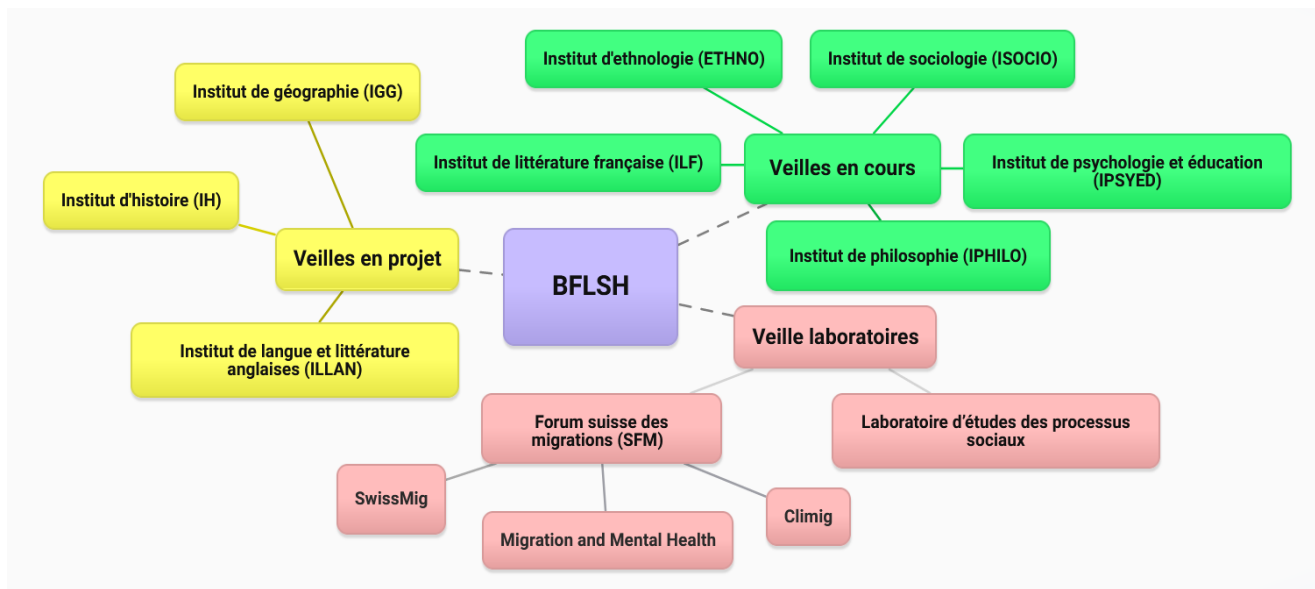 Institut d'ethnologie (ETHNO)
Institut de sociologie (ISOCIO)
Institut de géographie (IGG)
Institut de littérature française (ILF)
Veilles en cours
Institut de psychologie et éducation
(IPSYED)
Institut d'histoire (IH)
Veilles en projet
BFLSH
Institut de philosophie (IPHILO)
Veille laboratoires
Institut de langue et littérature
anglaises (ILLAN)
Forum suisse des
migrations (SFM)
Laboratoire d’études des processus
sociaux
SwissMig
Migration and Mental Health
Climig